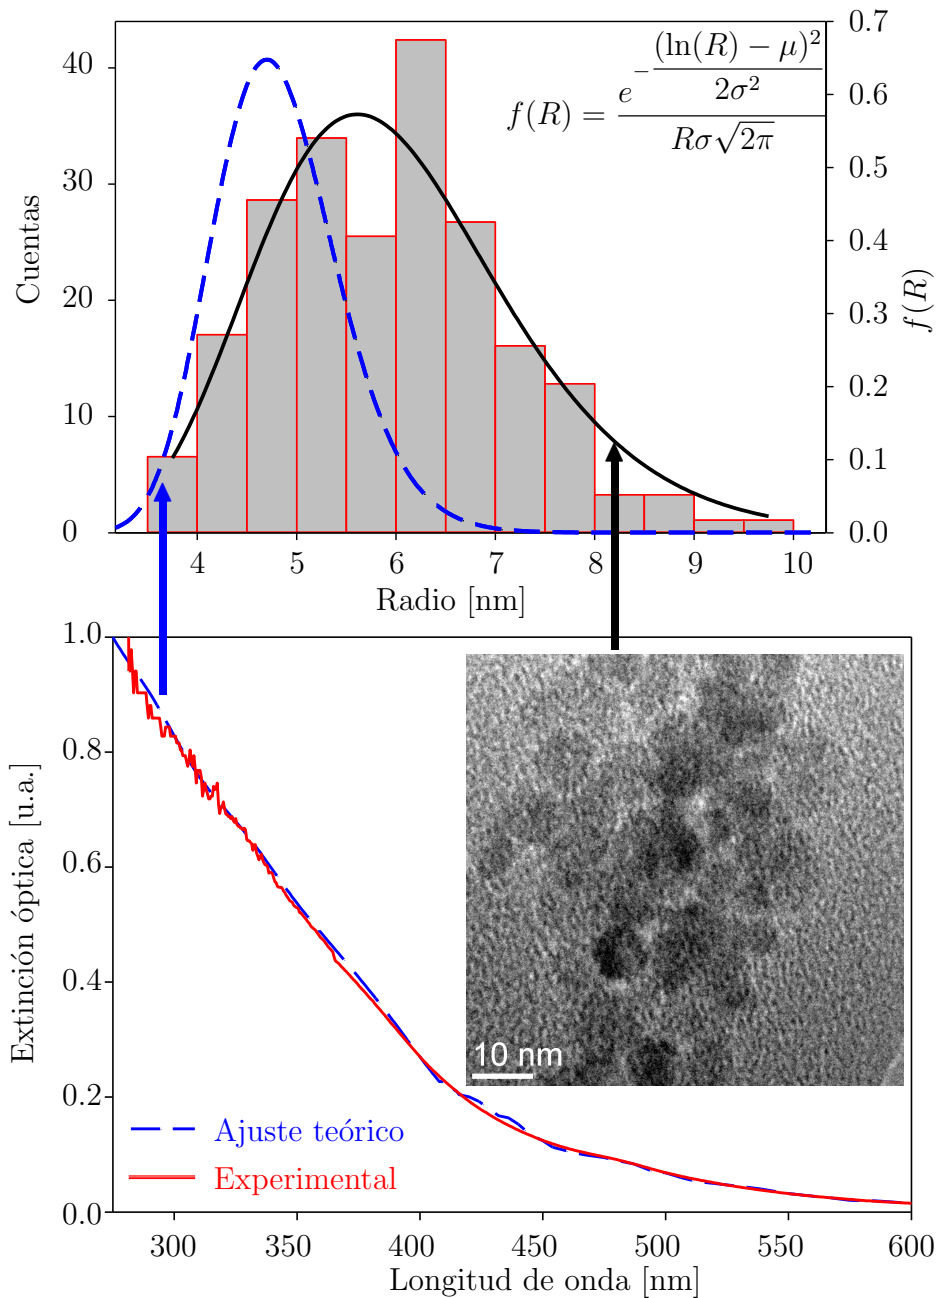 f(R) = e^{-\frac{(ln(R) − μ)^2}{2σ^2}} / Rσ√2π
Cuentas
40
30
20
10
0
0.7
0.6
0.5
0.4
0.3
0.2
0.1
0.0
f(R)
4 5 6 7 8 9 10
Radio [nm]
Extinción óptica [u.a.]
1.0
0.8
0.6
0.4
0.2
0.0
10 nm
Ajuste teórico
Experimental
300 350 400 450 500 550 600
Longitud de onda [nm]